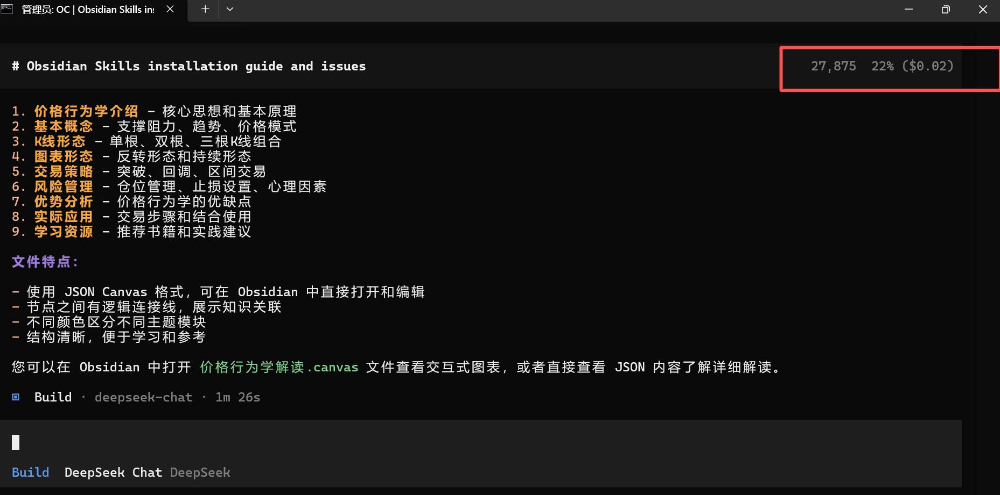 管理员: OC | Obsidian Skills in
# Obsidian Skills installation guide and issues
27,875  22% ($0.02)
1. 价格行为学介绍 - 核心思想和基本原理
2. 基本概念 - 支撑阻力、趋势、价格模式
3. K线形态 - 单根、双根、三根K线组合
4. 图表形态 - 反转形态和持续形态
5. 交易策略 - 突破、回调、区间交易
6. 风险管理 - 仓位管理、止损设置、心理因素
7. 优势分析 - 价格行为学的优缺点
8. 实际应用 - 交易步骤和结合使用
9. 学习资源 - 推荐书籍和实践建议
文件特点:
- 使用 JSON Canvas 格式，可在 Obsidian 中直接打开和编辑
- 节点之间有逻辑连接线，展示知识关联
- 不同颜色区分不同主题模块
- 结构清晰，便于学习和参考
您可以在 Obsidian 中打开 价格行为学解读.canvas 文件查看交互式图表，或者直接查看 JSON 内容了解详细解读。
Build · deepseek-chat · 1m 26s
Build  DeepSeek Chat DeepSeek